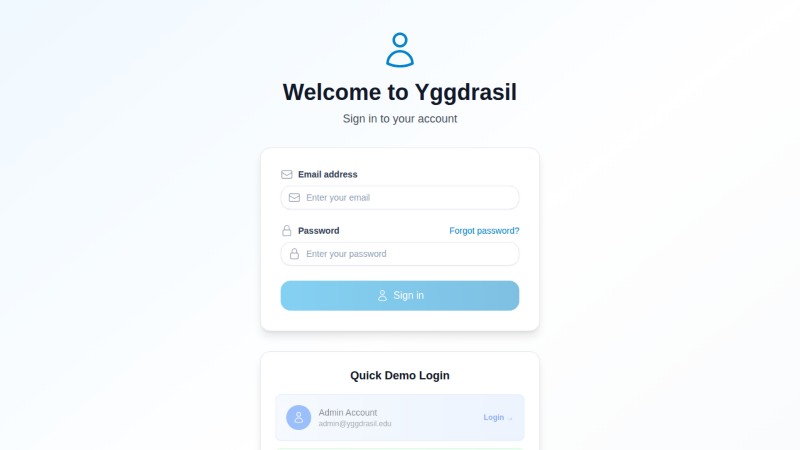 Welcome to Yggdrasil
Sign in to your account
Email address
Enter your email
Password
Forgot password?
Enter your password
Sign in
Quick Demo Login
Admin Account
admin@yggdrasil.edu
Login →